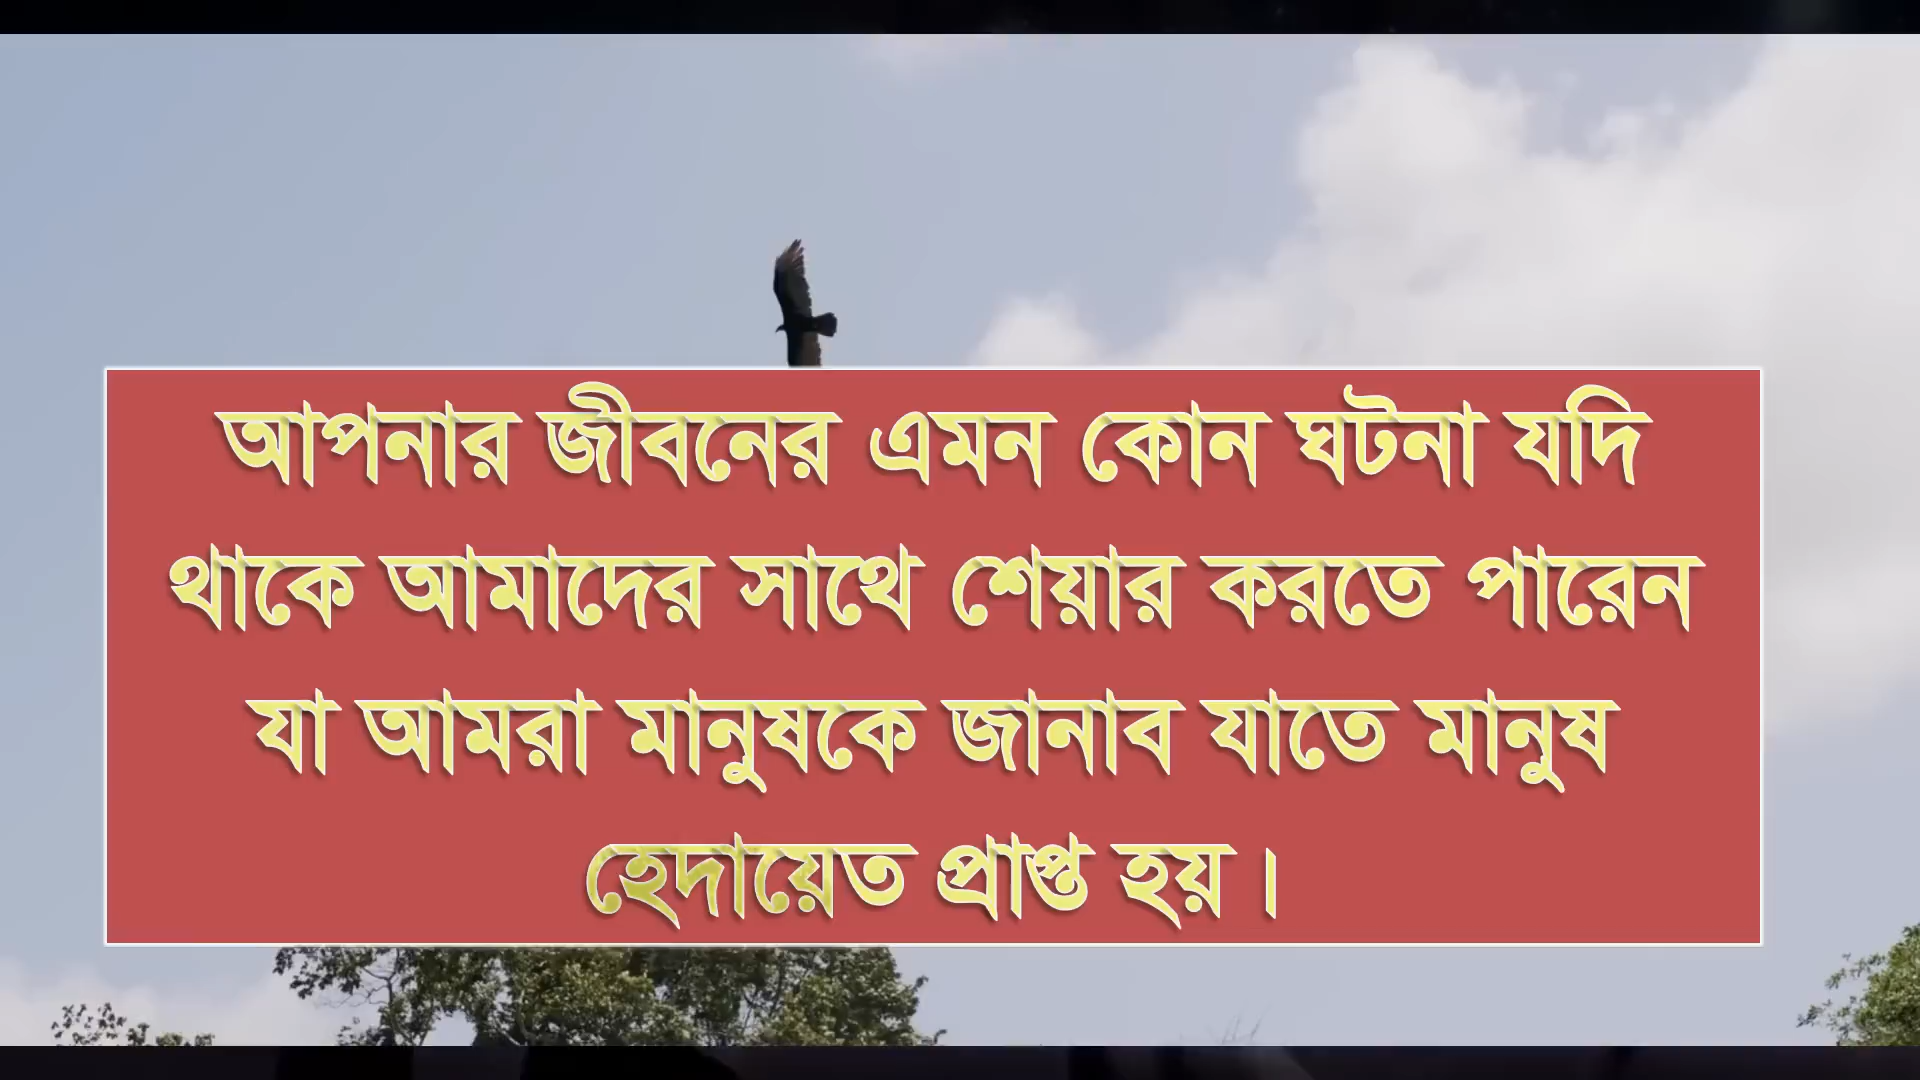 আপনার জীবনের এমন কোন ঘটনা যদি
থাকে আমাদের সাথে শেয়ার করতে পারেন
যা আমরা মানুষকে জানাব যাতে মানুষ
হেদায়েত প্রাপ্ত হয়।